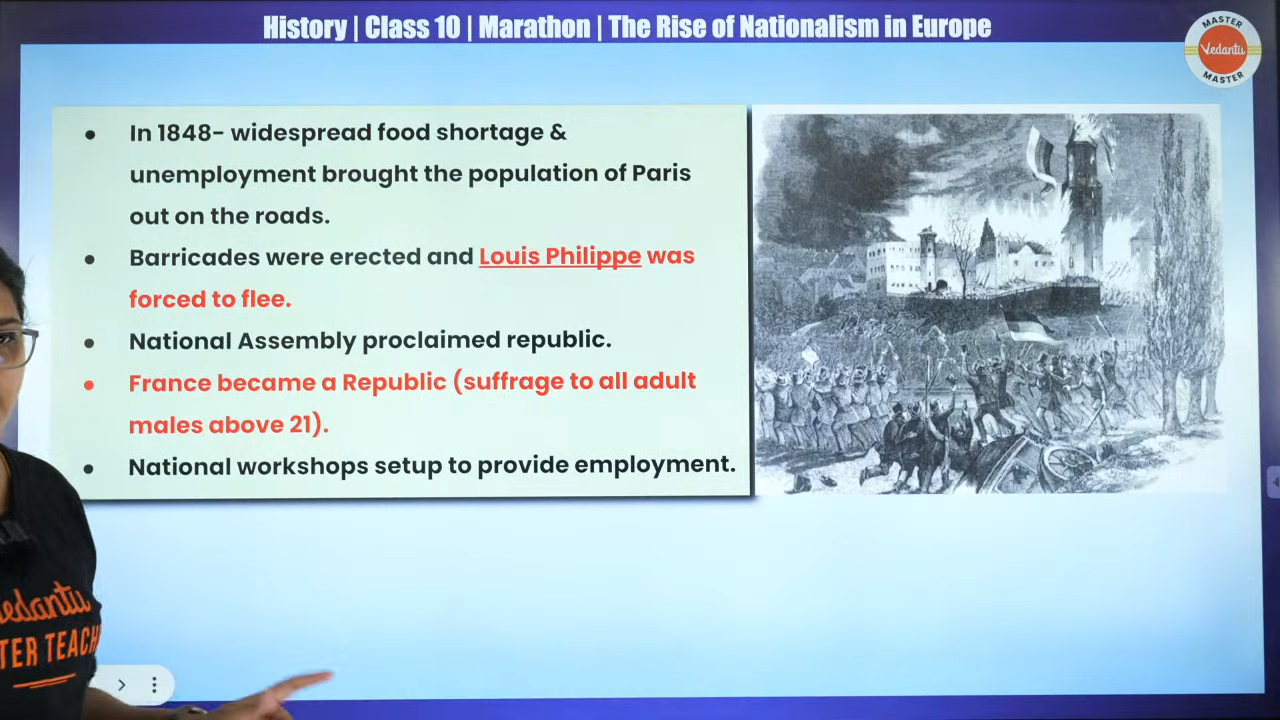 History | Class 10 | Marathon | The Rise of Nationalism in Europe
MASTER
Vedantu
MASTER
● In 1848- widespread food shortage &
unemployment brought the population of Paris
out on the roads.
● Barricades were erected and Louis Philippe was
forced to flee.
● National Assembly proclaimed republic.
● France became a Republic (suffrage to all adult
males above 21).
● National workshops setup to provide employment.
edantu
TER TEACH